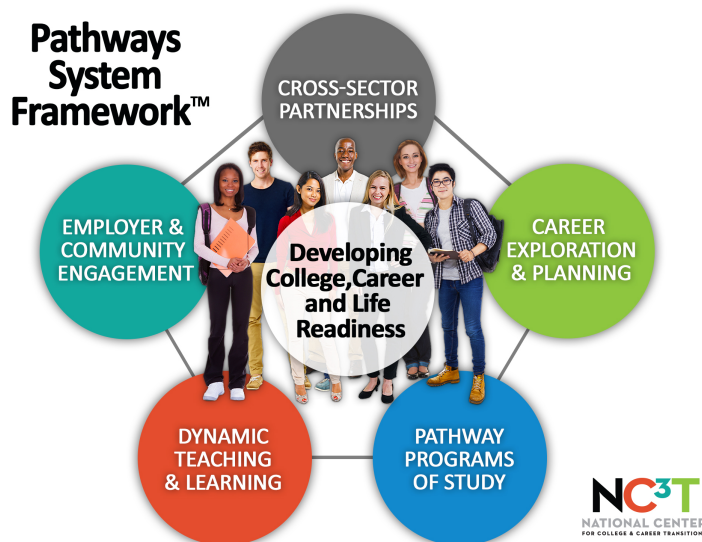 Pathways
System
Framework™
CROSS-SECTOR
PARTNERSHIPS
EMPLOYER &
COMMUNITY
ENGAGEMENT
CAREER
EXPLORATION
& PLANNING
Developing
College,Career
and Life
Readiness
DYNAMIC
TEACHING
& LEARNING
PATHWAY
PROGRAMS
OF STUDY
NC3T
NATIONAL CENTER
FOR COLLEGE & CAREER TRANSITION